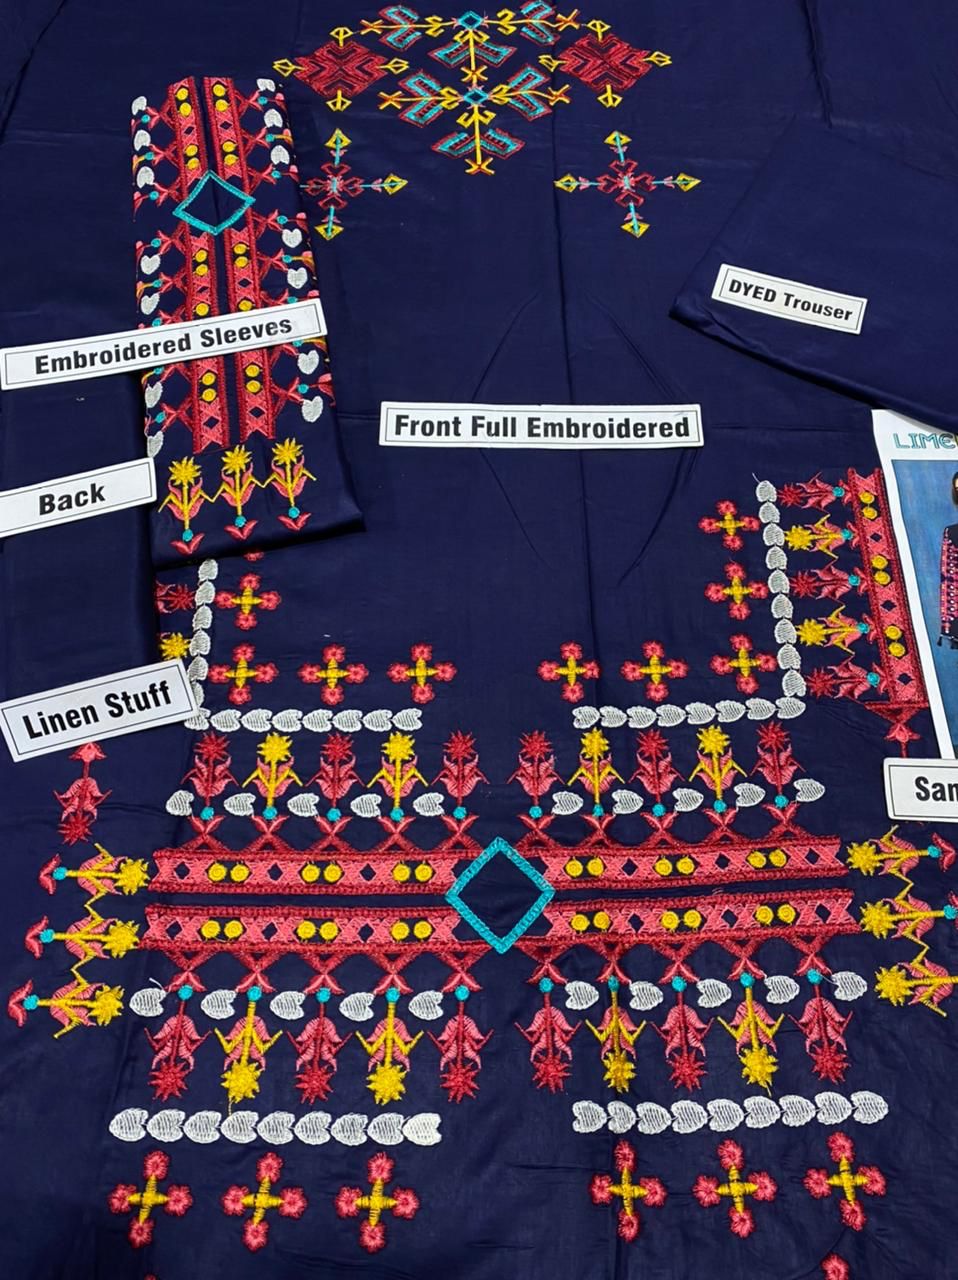 DYED Trouser
Embroidered Sleeves
Front Full Embroidered
Back
Linen Stuff